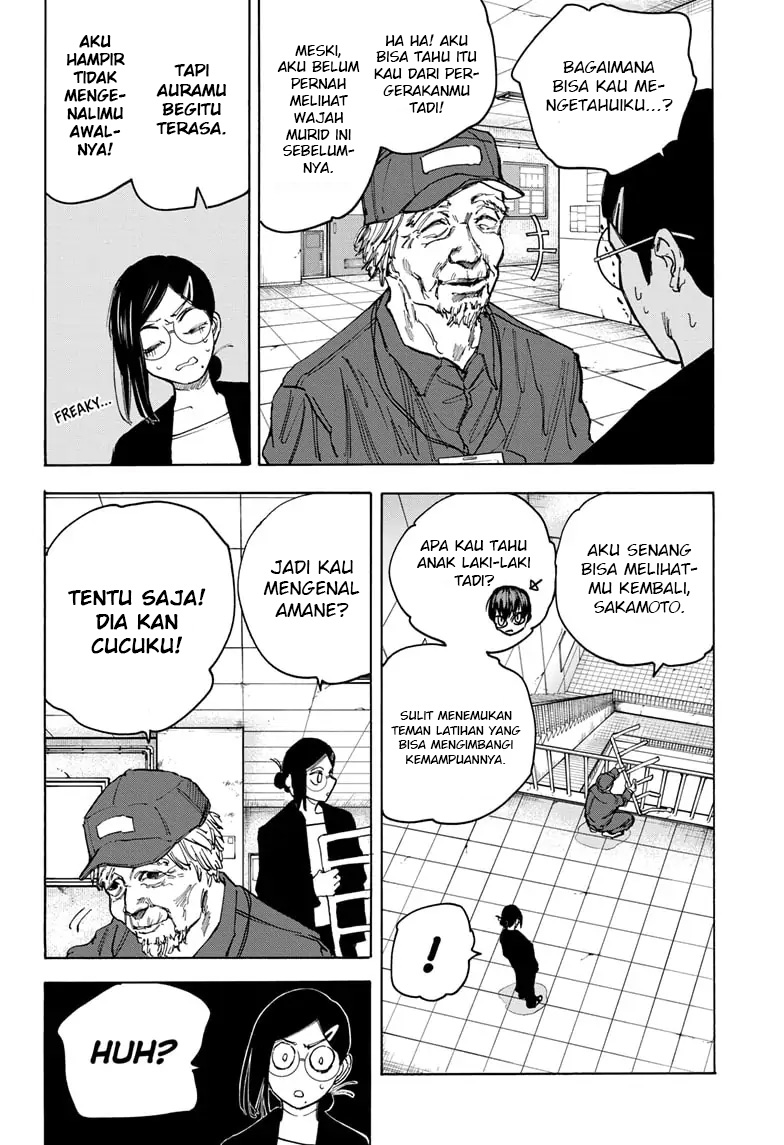 BAGAIMANA
BISA KAU ME-
NGETAHUIKU...?
HA HA! AKU
BISA TAHU ITU
KAU DARI PER-
GERAKANMU
TADI!
MESKI,
AKU BELUM
PERNAH
MELIHAT
WAJAH
MURID INI
SEBELUM-
NYA.
TAPI
AURAMU
BEGITU
TERASA.
AKU
HAMPIR
TIDAK
MENGE-
NALIMU
AWAL-
NYA!
FREAKY...
AKU SENANG
BISA MELIHAT-
MU KEMBALI,
SAKAMOTO.
APA KAU TAHU
ANAK LAKI-LAKI
TADI?
SULIT MENEMUKAN
TEMAN LATIHAN YANG
BISA MENGIMBANGI
KEMAMPUANNYA.
!
JADI KAU
MENGENAL
AMANE?
TENTU SAJA!
DIA KAN
CUCUKU!
HUH?